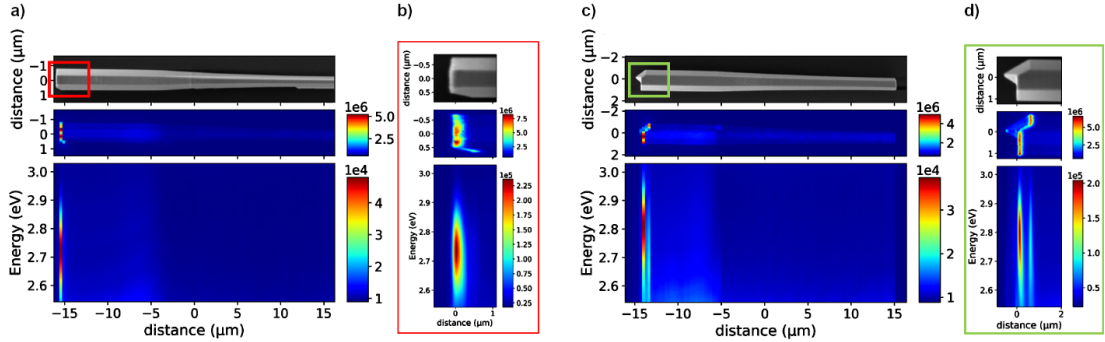 a)
b)
c)
d)
distance (μm)
−1
0
1
distance (μm)
−1
0
1
1e6
5.0
2.5
Energy (eV)
3.0
2.9
2.8
2.7
2.6
1e4
4
3
2
1
−15 −10 −5 0 5 10 15
distance (μm)
distance (μm)
−0.5
0.0
0.5
−0.5
0.0
0.5
1e6
7.5
5.0
2.5
Energy (eV)
3.0
2.9
2.8
2.7
2.6
1e5
2.25
2.00
1.75
1.50
1.25
1.00
0.75
0.50
0.25
0 1
distance (μm)
distance (μm)
−2
0
2
distance (μm)
−2
0
2
1e6
4
2
Energy (eV)
3.0
2.9
2.8
2.7
2.6
1e4
4
3
2
1
−15 −10 −5 0 5 10 15
distance (μm)
distance (μm)
0
1
0
1
1e6
5.0
2.5
Energy (eV)
3.0
2.9
2.8
2.7
2.6
1e5
2.0
1.5
1.0
0.5
0 2
distance (μm)